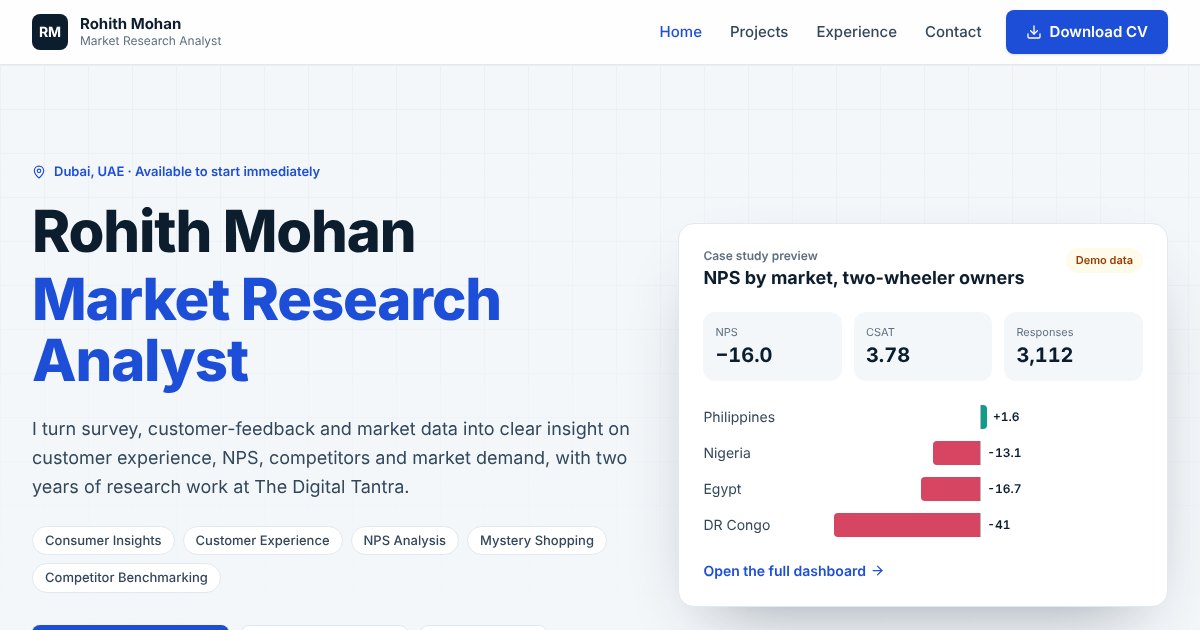 RM
Rohith Mohan
Market Research Analyst
Home
Projects
Experience
Contact
Download CV
Dubai, UAE · Available to start immediately
Rohith Mohan
Market Research
Analyst
I turn survey, customer-feedback and market data into clear insight on
customer experience, NPS, competitors and market demand, with two
years of research work at The Digital Tantra.
Consumer Insights
Customer Experience
NPS Analysis
Mystery Shopping
Competitor Benchmarking
Case study preview
Demo data
NPS by market, two-wheeler owners
NPS
−16.0
CSAT
3.78
Responses
3,112
Philippines
+1.6
Nigeria
-13.1
Egypt
-16.7
DR Congo
-41
Open the full dashboard →